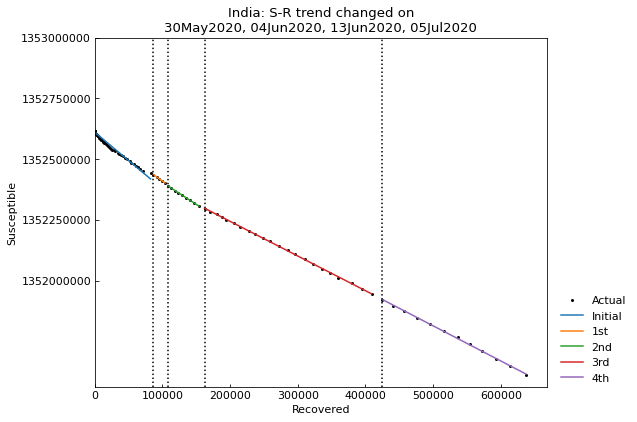 India: S-R trend changed on
30May2020, 04Jun2020, 13Jun2020, 05Jul2020
1353000000
1352750000
1352500000
1352250000
1352000000
Susceptible
0 100000 200000 300000 400000 500000 600000
Recovered
Actual
Initial
1st
2nd
3rd
4th